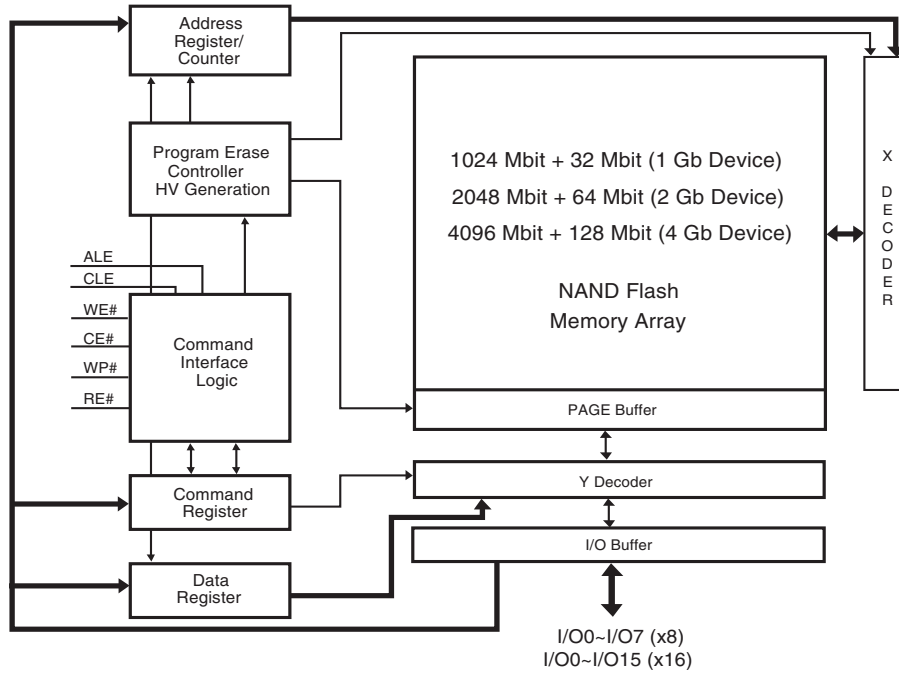 Address
Register/
Counter
Program Erase
Controller
HV Generation
ALE
CLE
WE#
CE#
WP#
RE#
Command
Interface
Logic
Command
Register
Data
Register
1024 Mbit + 32 Mbit (1 Gb Device)
2048 Mbit + 64 Mbit (2 Gb Device)
4096 Mbit + 128 Mbit (4 Gb Device)
NAND Flash
Memory Array
PAGE Buffer
Y Decoder
I/O Buffer
I/O0~I/O7 (x8)
I/O0~I/O15 (x16)
X
DECODER